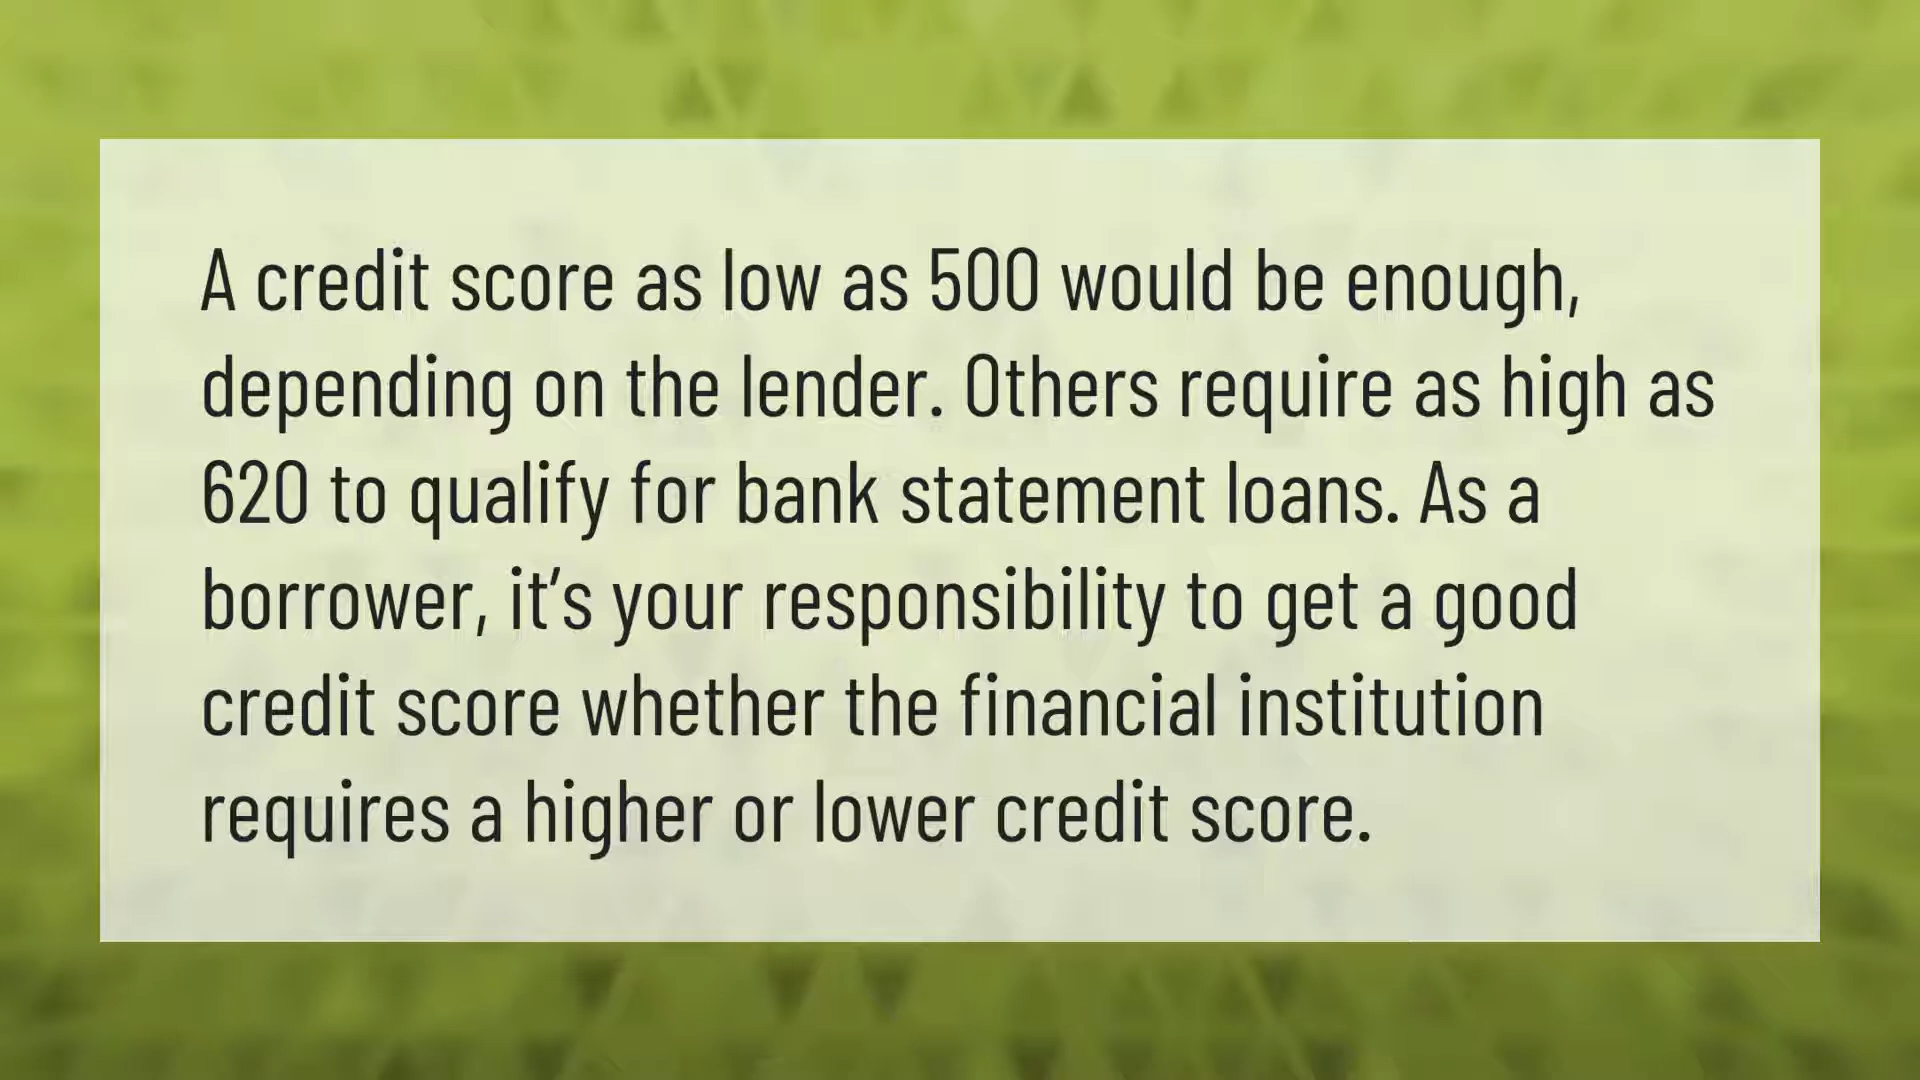 A credit score as low as 500 would be enough,
depending on the lender. Others require as high as
620 to qualify for bank statement loans. As a
borrower, it’s your responsibility to get a good
credit score whether the financial institution
requires a higher or lower credit score.